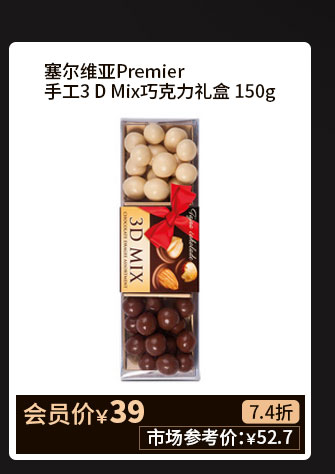 塞尔维亚Premier
手工3 D Mix巧克力礼盒 150g
3D MIX
会员价¥39
7.4折
市场参考价:¥52.7